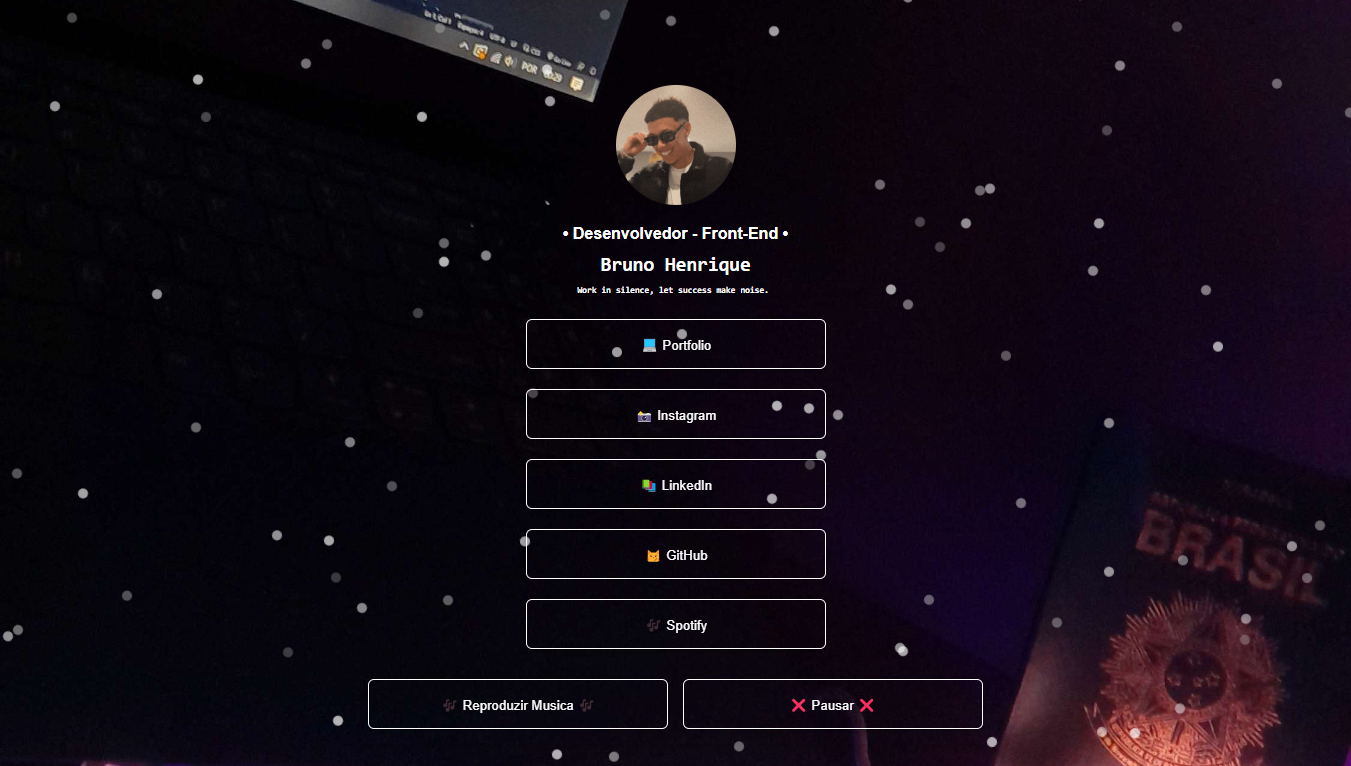 POR
• Desenvolvedor - Front-End •
Bruno Henrique
Work in silence, let success make noise.
💻 Portfolio
📷 Instagram
📚 LinkedIn
🐱 GitHub
🎶 Spotify
🎶 Reproduzir Musica 🎶
❌ Pausar ❌
BRASIL